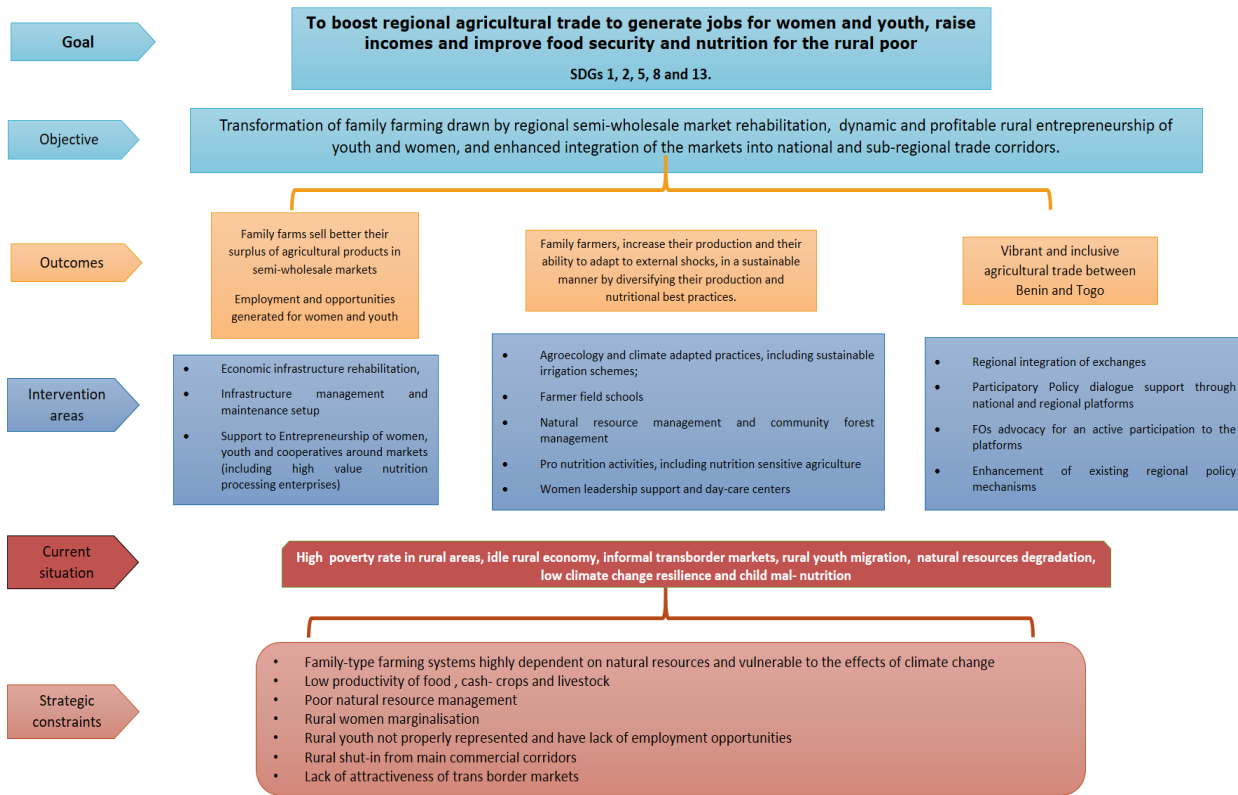 Goal
To boost regional agricultural trade to generate jobs for women and youth, raise
incomes and improve food security and nutrition for the rural poor
SDGs 1, 2, 5, 8 and 13.
Objective
Transformation of family farming drawn by regional semi-wholesale market rehabilitation, dynamic and profitable rural entrepreneurship of
youth and women, and enhanced integration of the markets into national and sub-regional trade corridors.
Outcomes
Family farms sell better their
surplus of agricultural products in
semi-wholesale markets
Employment and opportunities
generated for women and youth
Family farmers, increase their production and their
ability to adapt to external shocks, in a sustainable
manner by diversifying their production and
nutritional best practices.
Vibrant and inclusive
agricultural trade between
Benin and Togo
Intervention
areas
• Economic infrastructure rehabilitation,
• Infrastructure management and
maintenance setup
• Support to Entrepreneurship of women,
youth and cooperatives around markets
(including high value nutrition
processing enterprises)
• Agroecology and climate adapted practices, including sustainable
irrigation schemes;
• Farmer field schools
• Natural resource management and community forest
management
• Pro nutrition activities, including nutrition sensitive agriculture
• Women leadership support and day-care centers
• Regional integration of exchanges
• Participatory Policy dialogue support through
national and regional platforms
• FOs advocacy for an active participation to the
platforms
• Enhancement of existing regional policy
mechanisms
Current
situation
High poverty rate in rural areas, idle rural economy, informal transborder markets, rural youth migration, natural resources degradation,
low climate change resilience and child mal- nutrition
Strategic
constraints
• Family-type farming systems highly dependent on natural resources and vulnerable to the effects of climate change
• Low productivity of food , cash- crops and livestock
• Poor natural resource management
• Rural women marginalisation
• Rural youth not properly represented and have lack of employment opportunities
• Rural shut-in from main commercial corridors
• Lack of attractiveness of trans border markets